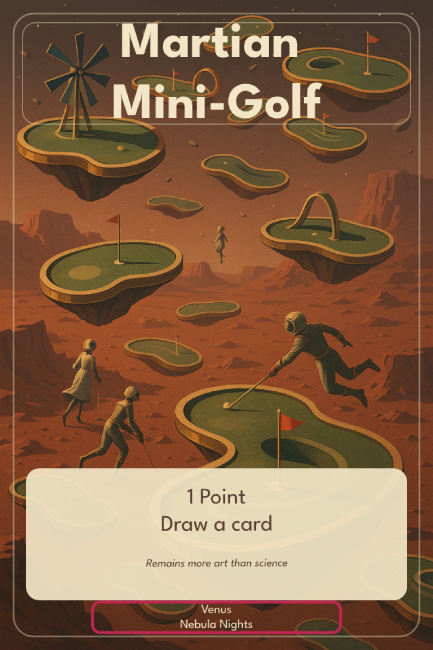 Martian
Mini-Golf
1 Point
Draw a card
Remains more art than science
Venus
Nebula Nights